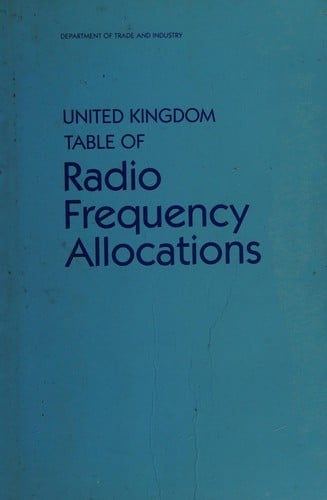 DEPARTMENT OF TRADE AND INDUSTRY
UNITED KINGDOM
TABLE OF
Radio
Frequency
Allocations